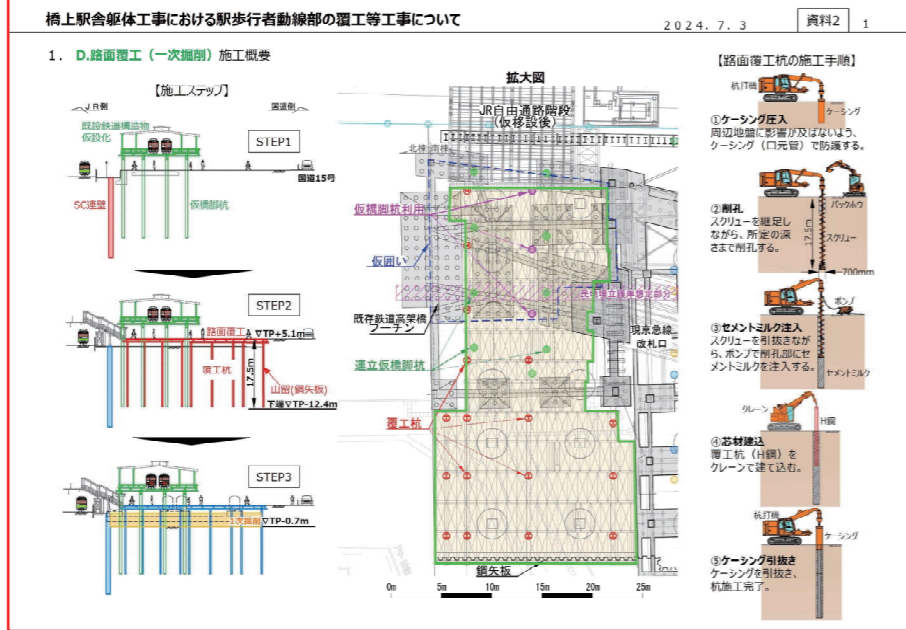 橋上駅舎躯体工事における駅歩行者動線部の覆工等工事について
2024.7.3
資料2
1
1. D.路面覆工(一次掘削)施工概要
【施工ステップ】
JR側
国道側
既設鉄道構造物
仮設化
STEP1
国道15号
SC連壁
仮橋脚杭
STEP2
路面覆工
▽TP+5.1m
覆工杭
17.5m
山留(鋼矢板)
下端▽TP-12.4m
STEP3
1次掘削
▽TP-0.7m
拡大図
JR自由通路階段
(仮移設後)
北棟
南棟
仮橋脚杭利用
仮囲い
既存鉄道高架橋
フーチン
現京急線
改札口
連立仮橋脚杭
覆工杭
鋼矢板
0m 5m 10m 15m 20m 25m
【路面覆工杭の施工手順】
杭打機
ケーシング
①ケーシング圧入
周辺地盤に影響が及ばないよう、
ケーシング(口元管)で防護する。
バックホウ
②削孔
スクリューを継足し
ながら、所定の深
さまで削孔する。
17.5m
スクリュー
700mm
ポンプ
③セメントミルク注入
スクリューを引抜きなが
ら、ポンプで削孔部にセ
メントミルクを注入する。
セメントミルク
クレーン
H鋼
④芯材建込
覆工杭(H鋼)を
クレーンで建て込む。
杭打機
ケーシング
⑤ケーシング引抜き
ケーシングを引抜き、
杭施工完了。